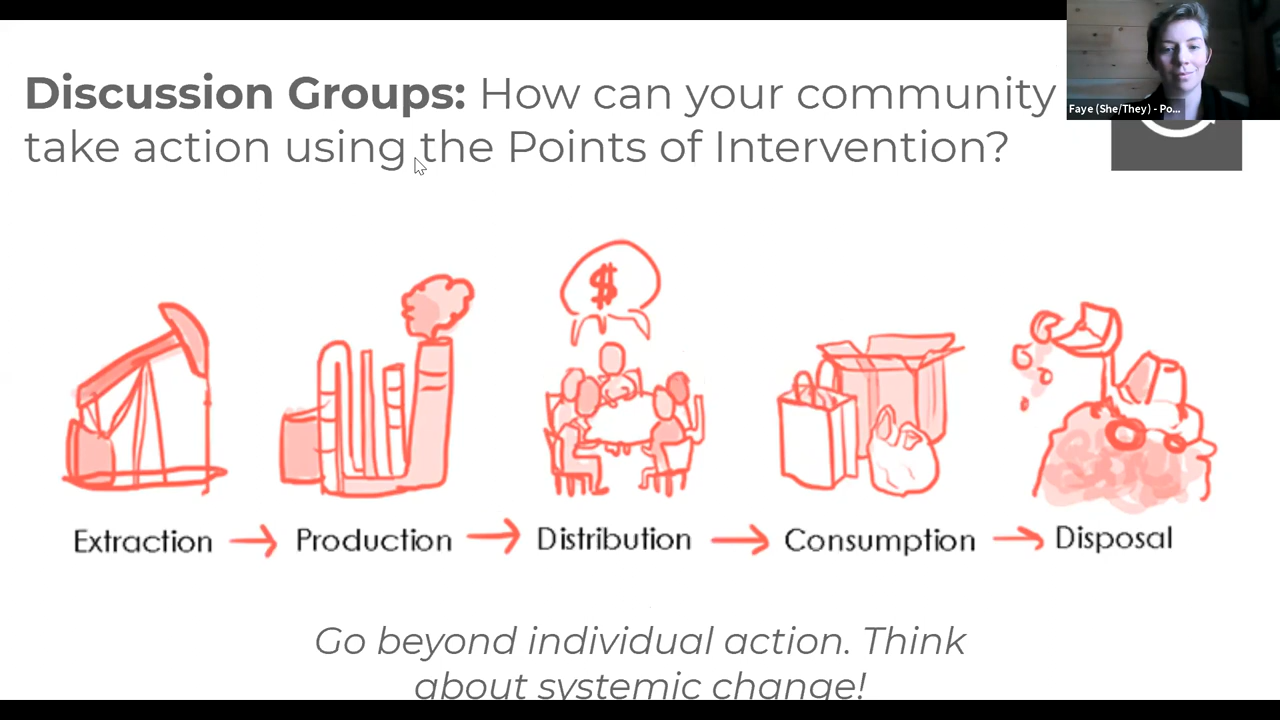 Discussion Groups: How can your community
take action using the Points of Intervention?
Faye (She/They) - Po...
$
Extraction → Production → Distribution → Consumption → Disposal
Go beyond individual action. Think
about systemic change!